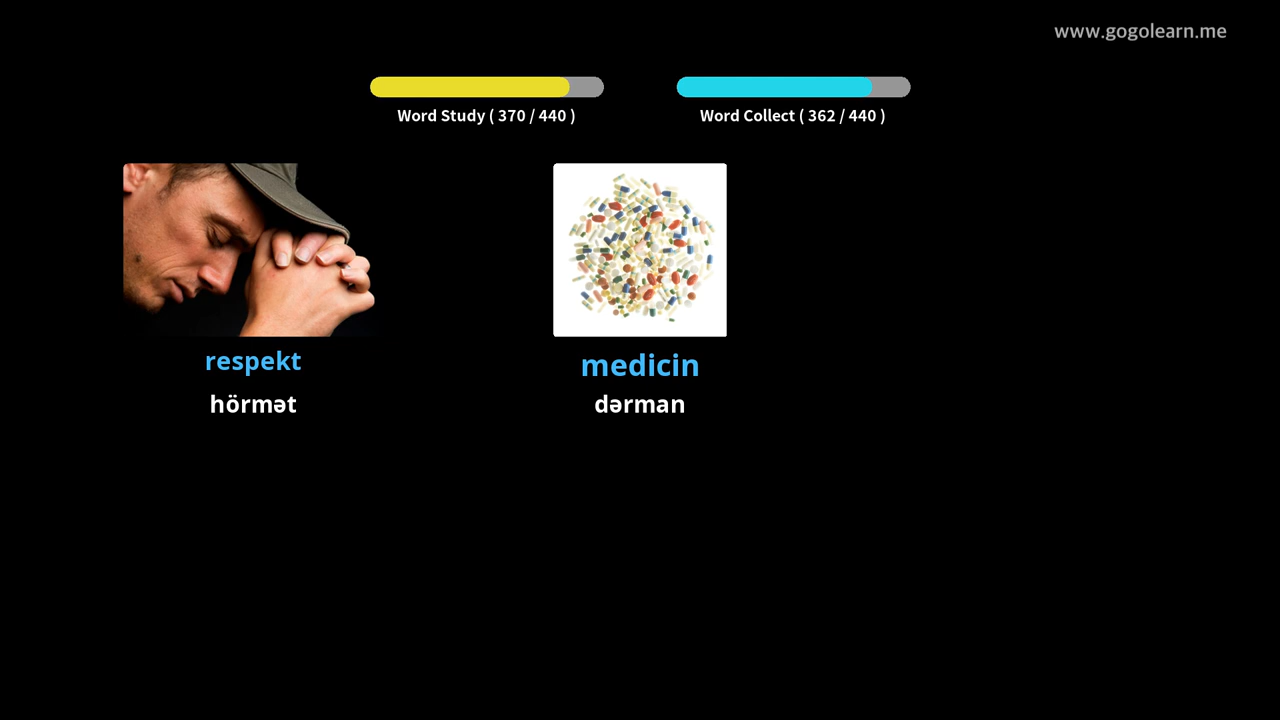 www.gogolearn.me
Word Study ( 370 / 440 )
Word Collect ( 362 / 440 )
respekt
hörmət
medicin
dərman